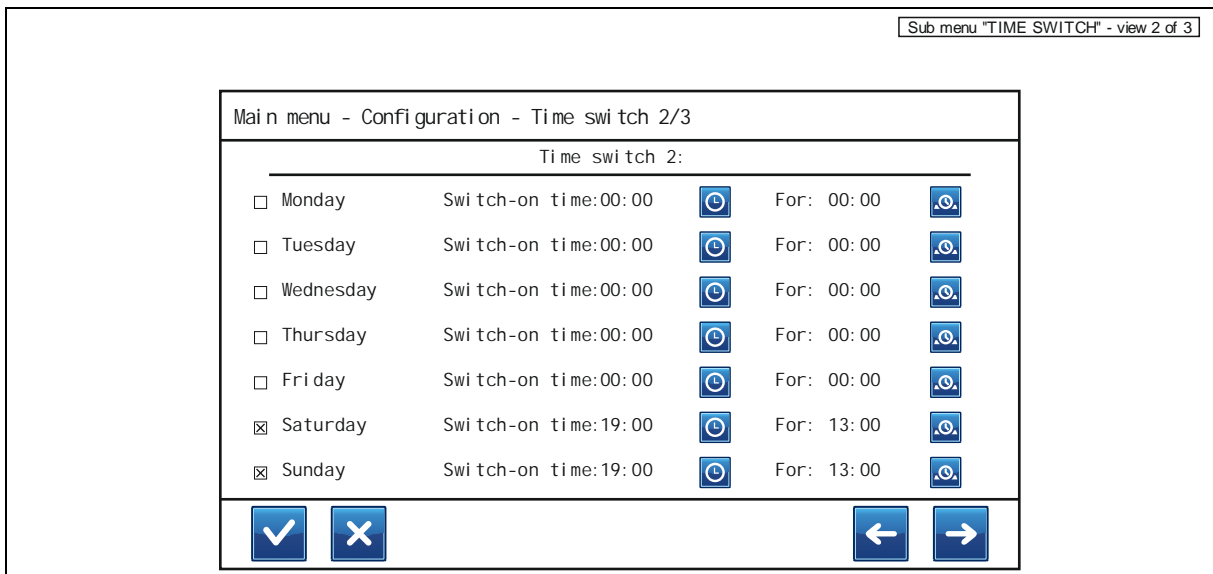 Sub menu "TIME SWITCH" - view 2 of 3
Main menu - Configuration - Time switch 2/3
Time switch 2:
Monday Switch-on time:00:00 For: 00:00
Tuesday Switch-on time:00:00 For: 00:00
Wednesday Switch-on time:00:00 For: 00:00
Thursday Switch-on time:00:00 For: 00:00
Friday Switch-on time:00:00 For: 00:00
Saturday Switch-on time:19:00 For: 13:00
Sunday Switch-on time:19:00 For: 13:00